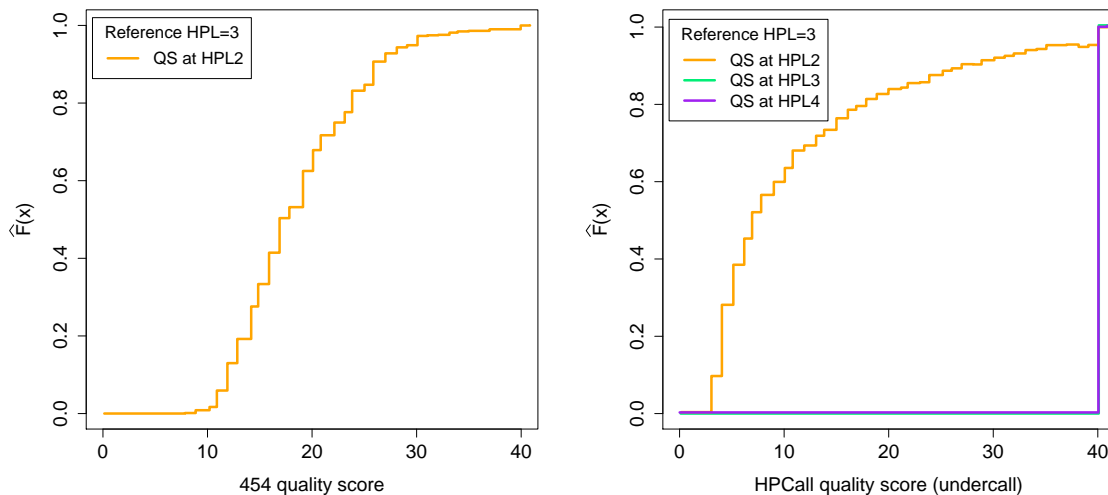 Reference HPL=3
QS at HPL2
0.0 0.2 0.4 0.6 0.8 1.0
F̂(x)
0 10 20 30 40
454 quality score
Reference HPL=3
QS at HPL2
QS at HPL3
QS at HPL4
0.0 0.2 0.4 0.6 0.8 1.0
F̂(x)
0 10 20 30 40
HPCall quality score (undercall)